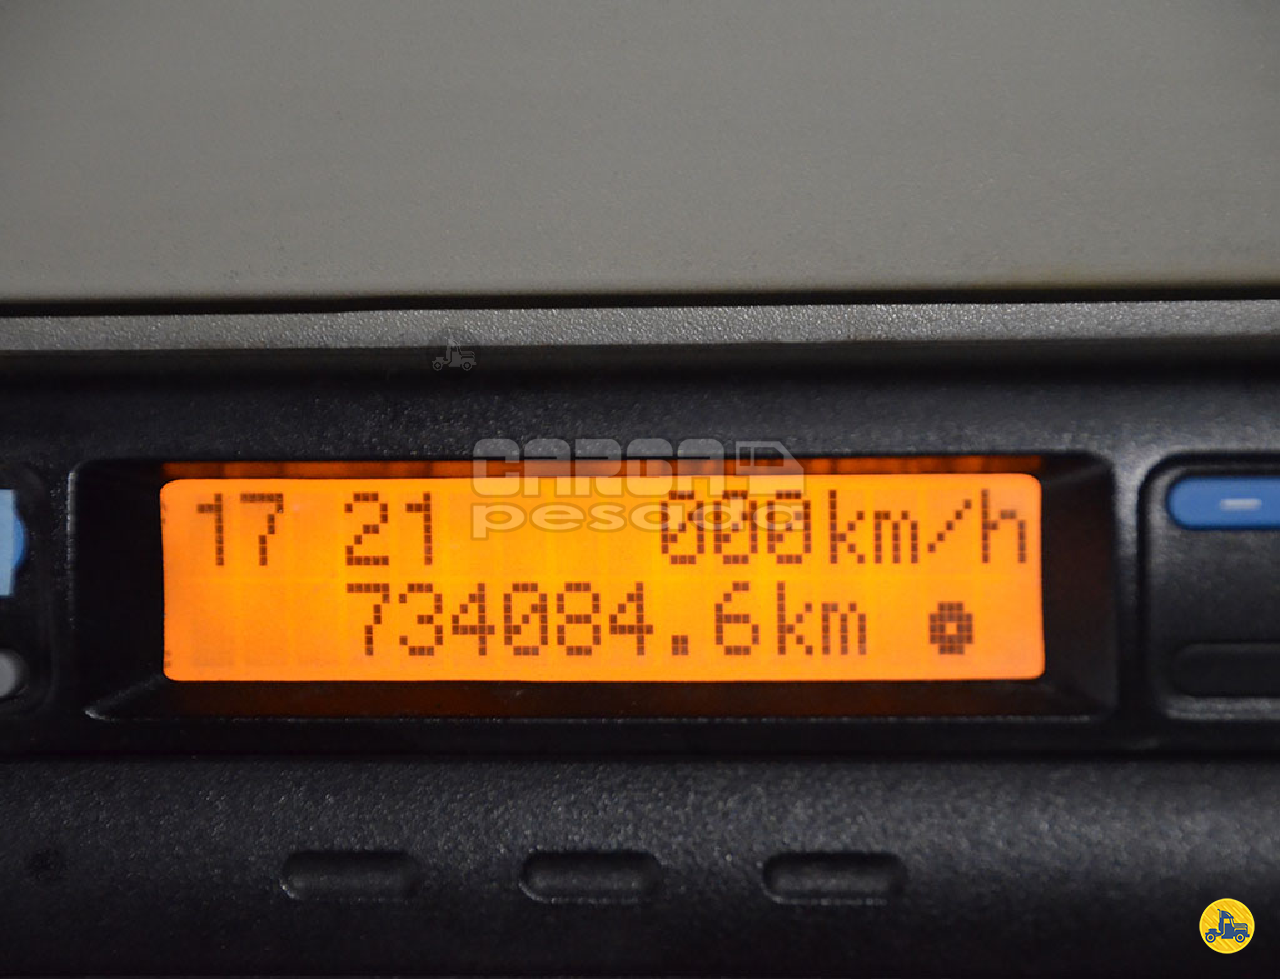 CARGA
pesada
17 21 000km/h
734084.6km